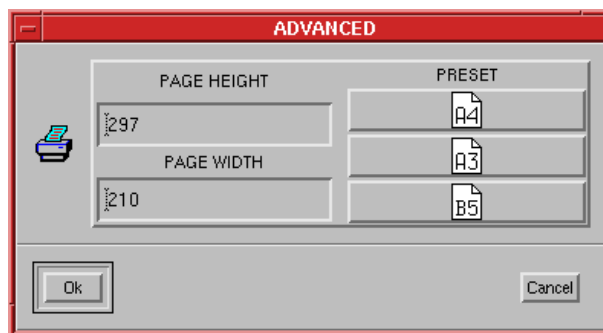 ADVANCED
PAGE HEIGHT
297
PAGE WIDTH
210
PRESET
A4
A3
B5
Ok
Cancel